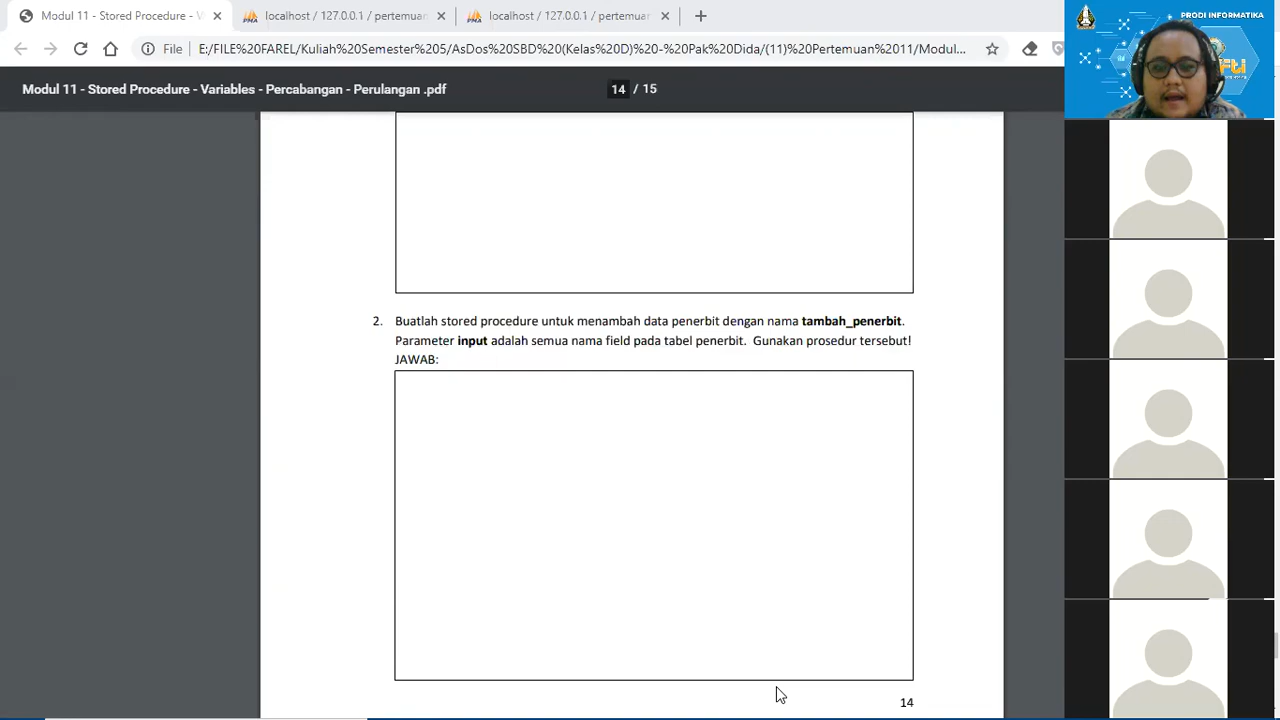 Modul 11 - Stored Procedure - V
localhost / 127.0.0.1 / pertemuan
localhost / 127.0.0.1 / pertemuan
File
E:/FILE%20FAREL/Kuliah%20Semester%205/AsDos%20SBD%20(Kelas%20D)%20-%20Pak%20Dida/(11)%20Pertemuan%2011/Modul...
PRODI INFORMATIKA
Modul 11 - Stored Procedure - Variables - Percabangan - Perulangan .pdf
14 / 15
2. Buatlah stored procedure untuk menambah data penerbit dengan nama tambah_penerbit.
Parameter input adalah semua nama field pada tabel penerbit. Gunakan prosedur tersebut!
JAWAB:
14